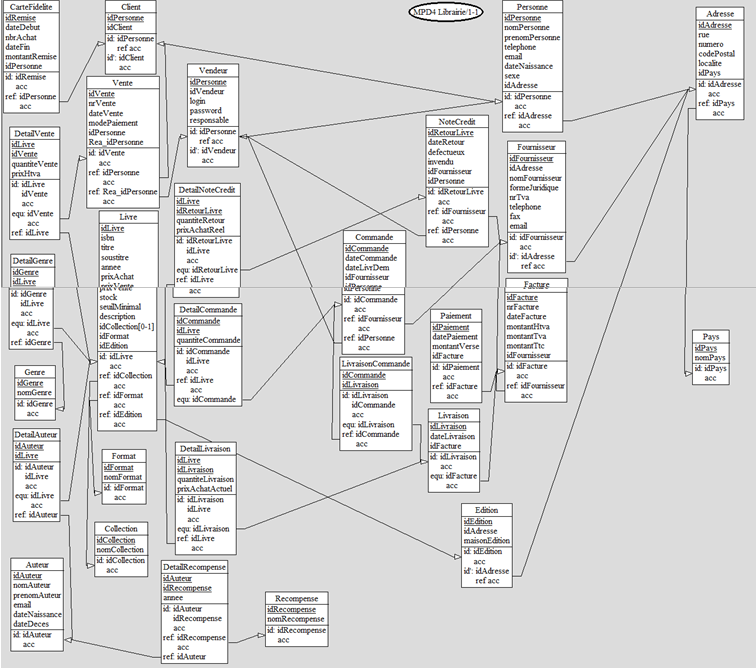 MPD4 Librairie/1-1
CarteFidelite
idRemise
dateDebut
nbrAchat
dateFin
montantRemise
idPersonne
id: idRemise
acc
ref: idPersonne
acc
Client
idPersonne
idClient
id: idPersonne
ref acc
id': idClient
acc
Vente
idVente
nrVente
dateVente
modePaiement
idPersonne
Rea_idPersonne
id: idVente
acc
ref: idPersonne
acc
ref: Rea_idPersonne
acc
Vendeur
idPersonne
idVendeur
login
password
responsable
id: idPersonne
ref acc
id': idVendeur
acc
Personne
idPersonne
nomPersonne
prenomPersonne
telephone
email
dateNaissance
sexe
idAdresse
id: idPersonne
acc
ref: idAdresse
acc
Adresse
idAdresse
rue
numero
codePostal
localite
idPays
id: idAdresse
acc
ref: idPays
acc
DetailVente
idLivre
idVente
quantiteVente
prixHtva
id: idLivre
idVente
acc
equ: idVente
acc
ref: idLivre
NoteCredit
idRetourLivre
dateRetour
defectueux
invendu
idFournisseur
idPersonne
id: idRetourLivre
acc
ref: idFournisseur
acc
ref: idPersonne
acc
Fournisseur
idFournisseur
idAdresse
nomFournisseur
formeJuridique
nrTva
telephone
fax
email
id: idFournisseur
acc
id': idAdresse
ref acc
DetailNoteCredit
idLivre
idRetourLivre
quantiteRetour
prixAchatReel
id: idRetourLivre
idLivre
acc
equ: idRetourLivre
ref: idLivre
acc
Livre
idLivre
isbn
titre
soustitre
annee
prixAchat
prixVente
stock
seuilMinimal
description
idCollection[0-1]
idFormat
idEdition
id: idLivre
acc
ref: idCollection
acc
ref: idFormat
acc
ref: idEdition
acc
Commande
idCommande
dateCommande
dateLivrDem
idFournisseur
idPersonne
id: idCommande
acc
ref: idFournisseur
acc
ref: idPersonne
acc
DetailGenre
idGenre
idLivre
id: idGenre
idLivre
acc
equ: idLivre
acc
ref: idGenre
DetailCommande
idCommande
idLivre
quantiteCommande
id: idCommande
idLivre
acc
ref: idLivre
acc
equ: idCommande
Paiement
idPaiement
datePaiement
montantVerse
idFacture
id: idPaiement
acc
ref: idFacture
acc
Facture
idFacture
nrFacture
dateFacture
montantHtva
montantTva
montantTtc
idFournisseur
id: idFacture
acc
ref: idFournisseur
acc
Pays
idPays
nomPays
id: idPays
acc
Genre
idGenre
nomGenre
id: idGenre
acc
LivraisonCommande
idCommande
idLivraison
id: idLivraison
idCommande
acc
equ: idLivraison
ref: idCommande
acc
Livraison
idLivraison
dateLivraison
idFacture
id: idLivraison
acc
equ: idFacture
acc
DetailAuteur
idAuteur
idLivre
id: idAuteur
idLivre
acc
equ: idLivre
acc
ref: idAuteur
Format
idFormat
nomFormat
id: idFormat
acc
DetailLivraison
idLivre
idLivraison
quantiteLivraison
prixAchatActuel
id: idLivraison
idLivre
acc
equ: idLivraison
ref: idLivre
acc
Collection
idCollection
nomCollection
id: idCollection
acc
Edition
idEdition
idAdresse
maisonEdition
id: idEdition
acc
id': idAdresse
ref acc
Auteur
idAuteur
nomAuteur
prenomAuteur
email
dateNaissance
dateDeces
id: idAuteur
acc
DetailRecompense
idAuteur
idRecompense
annee
id: idAuteur
idRecompense
acc
ref: idRecompense
acc
ref: idAuteur
Recompense
idRecompense
nomRecompense
id: idRecompense
acc